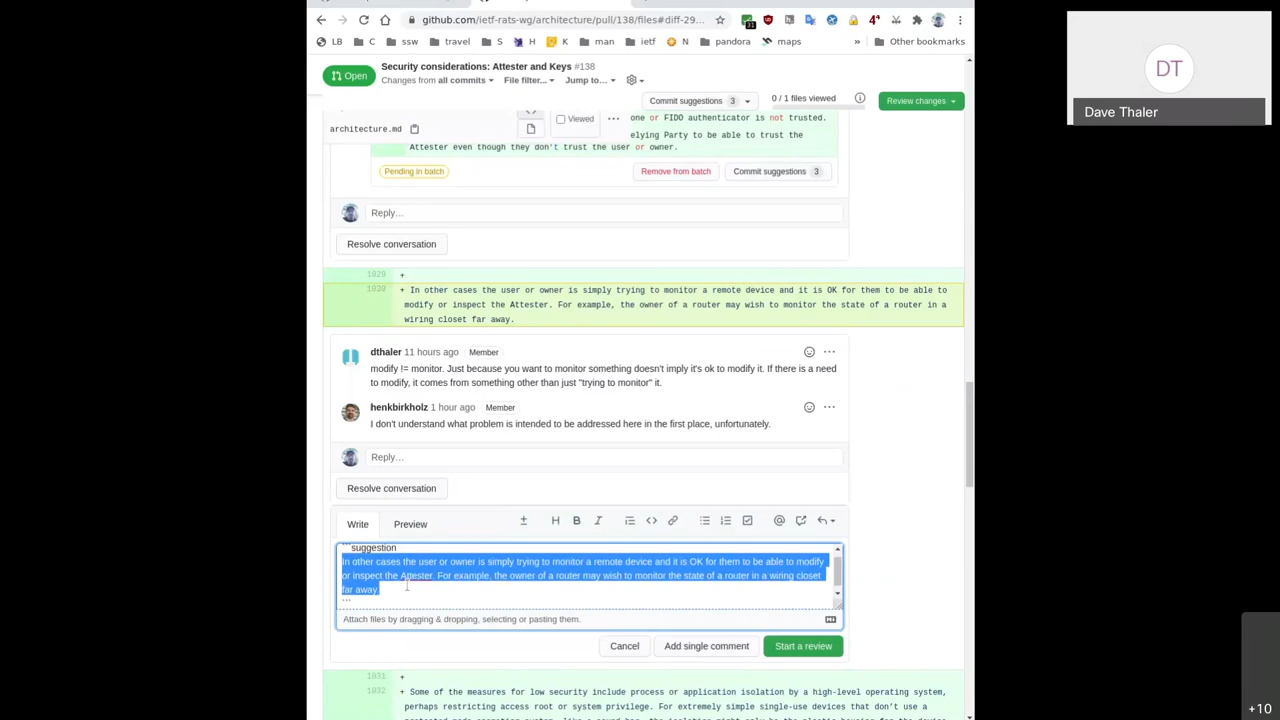 github.com/ietf-rats-wg/architecture/pull/138/files#diff-29...
LB C ssw travel S H K man ietf N pandora maps » Other bookmarks
Open
Security considerations: Attester and Keys #138
Changes from all commits File filter... Jump to...
Commit suggestions 3
0 / 1 files viewed
Review changes
architecture.md
Viewed
one or FIDO authenticator is not trusted.
elying Party to be able to trust the
Attester even though they don't trust the user or owner.
Pending in batch
Remove from batch
Commit suggestions 3
Reply...
Resolve conversation
1029 +
1030 + In other cases the user or owner is simply trying to monitor a remote device and it is OK for them to be able to
modify or inspect the Attester. For example, the owner of a router may wish to monitor the state of a router in a
wiring closet far away.
dthaler 11 hours ago Member
modify != monitor. Just because you want to monitor something doesn't imply it's ok to modify it. If there is a need
to modify, it comes from something other than just "trying to monitor" it.
henkbirkholz 1 hour ago Member
I don't understand what problem is intended to be addressed here in the first place, unfortunately.
Reply...
Resolve conversation
Write Preview
```suggestion
In other cases the user or owner is simply trying to monitor a remote device and it is OK for them to be able to modify
or inspect the Attester. For example, the owner of a router may wish to monitor the state of a router in a wiring closet
far away.
```
Attach files by dragging & dropping, selecting or pasting them.
Cancel
Add single comment
Start a review
1031 +
1032 + Some of the measures for low security include process or application isolation by a high-level operating system,
perhaps restricting access root or system privilege. For extremely simple single-use devices that don't use a
DT
Dave Thaler
+10